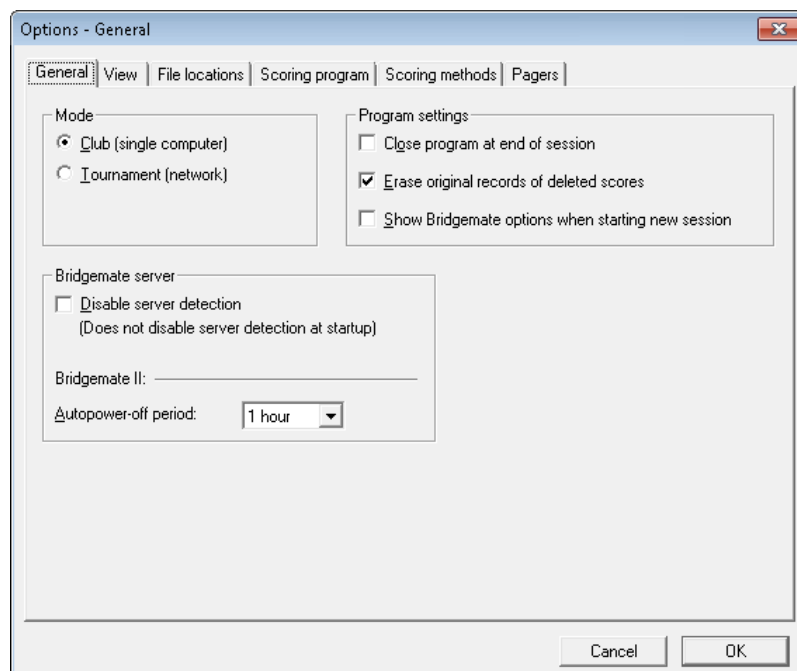 Options - General
General View File locations Scoring program Scoring methods Pagers
Mode
Club (single computer)
Tournament (network)
Program settings
Close program at end of session
Erase original records of deleted scores
Show Bridgemate options when starting new session
Bridgemate server
Disable server detection
(Does not disable server detection at startup)
Bridgemate II:
Autopower-off period: 1 hour
Cancel OK